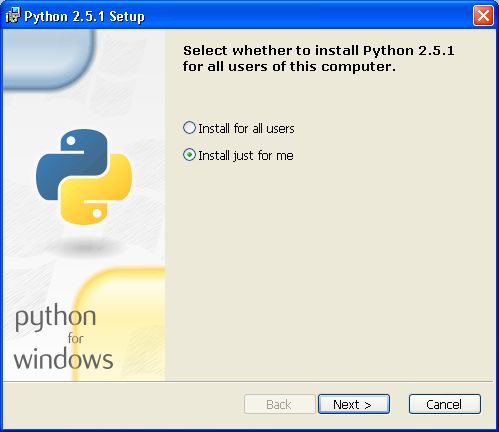 Python 2.5.1 Setup
Select whether to install Python 2.5.1
for all users of this computer.
Install for all users
Install just for me
python
for
windows
Back
Next >
Cancel